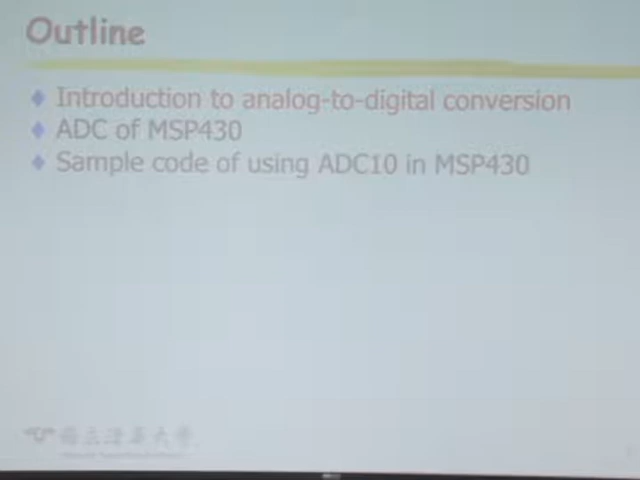 Outline
Introduction to analog-to-digital conversion
ADC of MSP430
Sample code of using ADC10 in MSP430